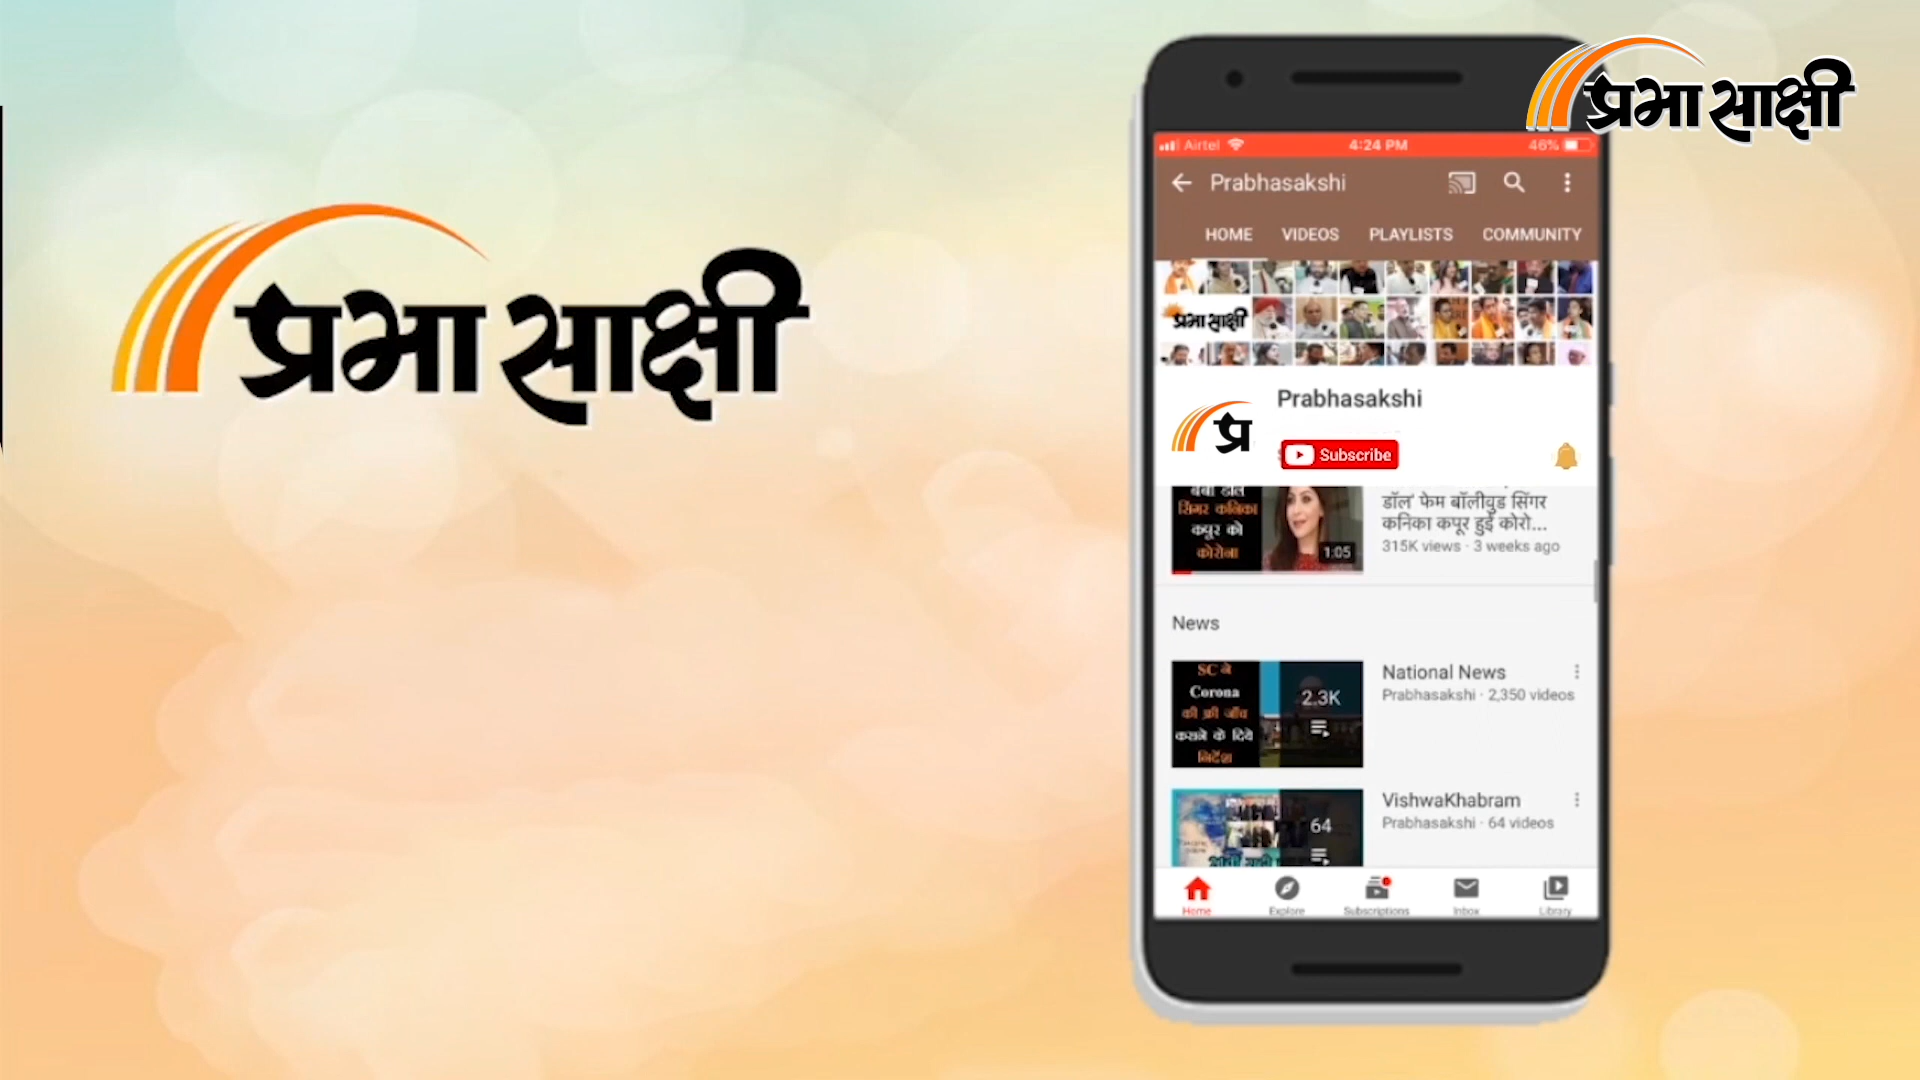 प्रभासाक्षी
प्रभासाक्षी
Airtel 4:24 PM 46%
Prabhasakshi
HOME VIDEOS PLAYLISTS COMMUNITY
प्रभासाक्षी
Prabhasakshi
प्र
Subscribe
बेबी डॉल
सिंगर कनिका
कपूर को
कोरोना
1:05
डॉल' फेम बॉलीवुड सिंगर
कनिका कपूर हुईं कोरो...
315K views · 3 weeks ago
News
SC ने
Corona
की फ्री जाँच
कराने के दिये
निर्देश
2.3K
National News
Prabhasakshi · 2,350 videos
64
VishwaKhabram
Prabhasakshi · 64 videos
Home Explore Subscriptions Inbox Library